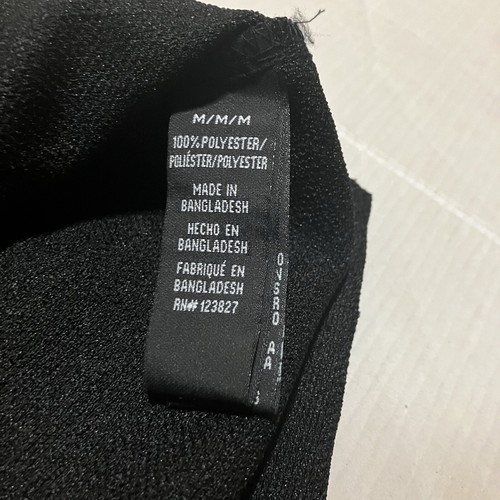 M/M/M
100% POLYESTER/
POLIÉSTER/POLYESTER
MADE IN
BANGLADESH
HECHO EN
BANGLADESH
FABRIQUÉ EN
BANGLADESH
RN# 123827